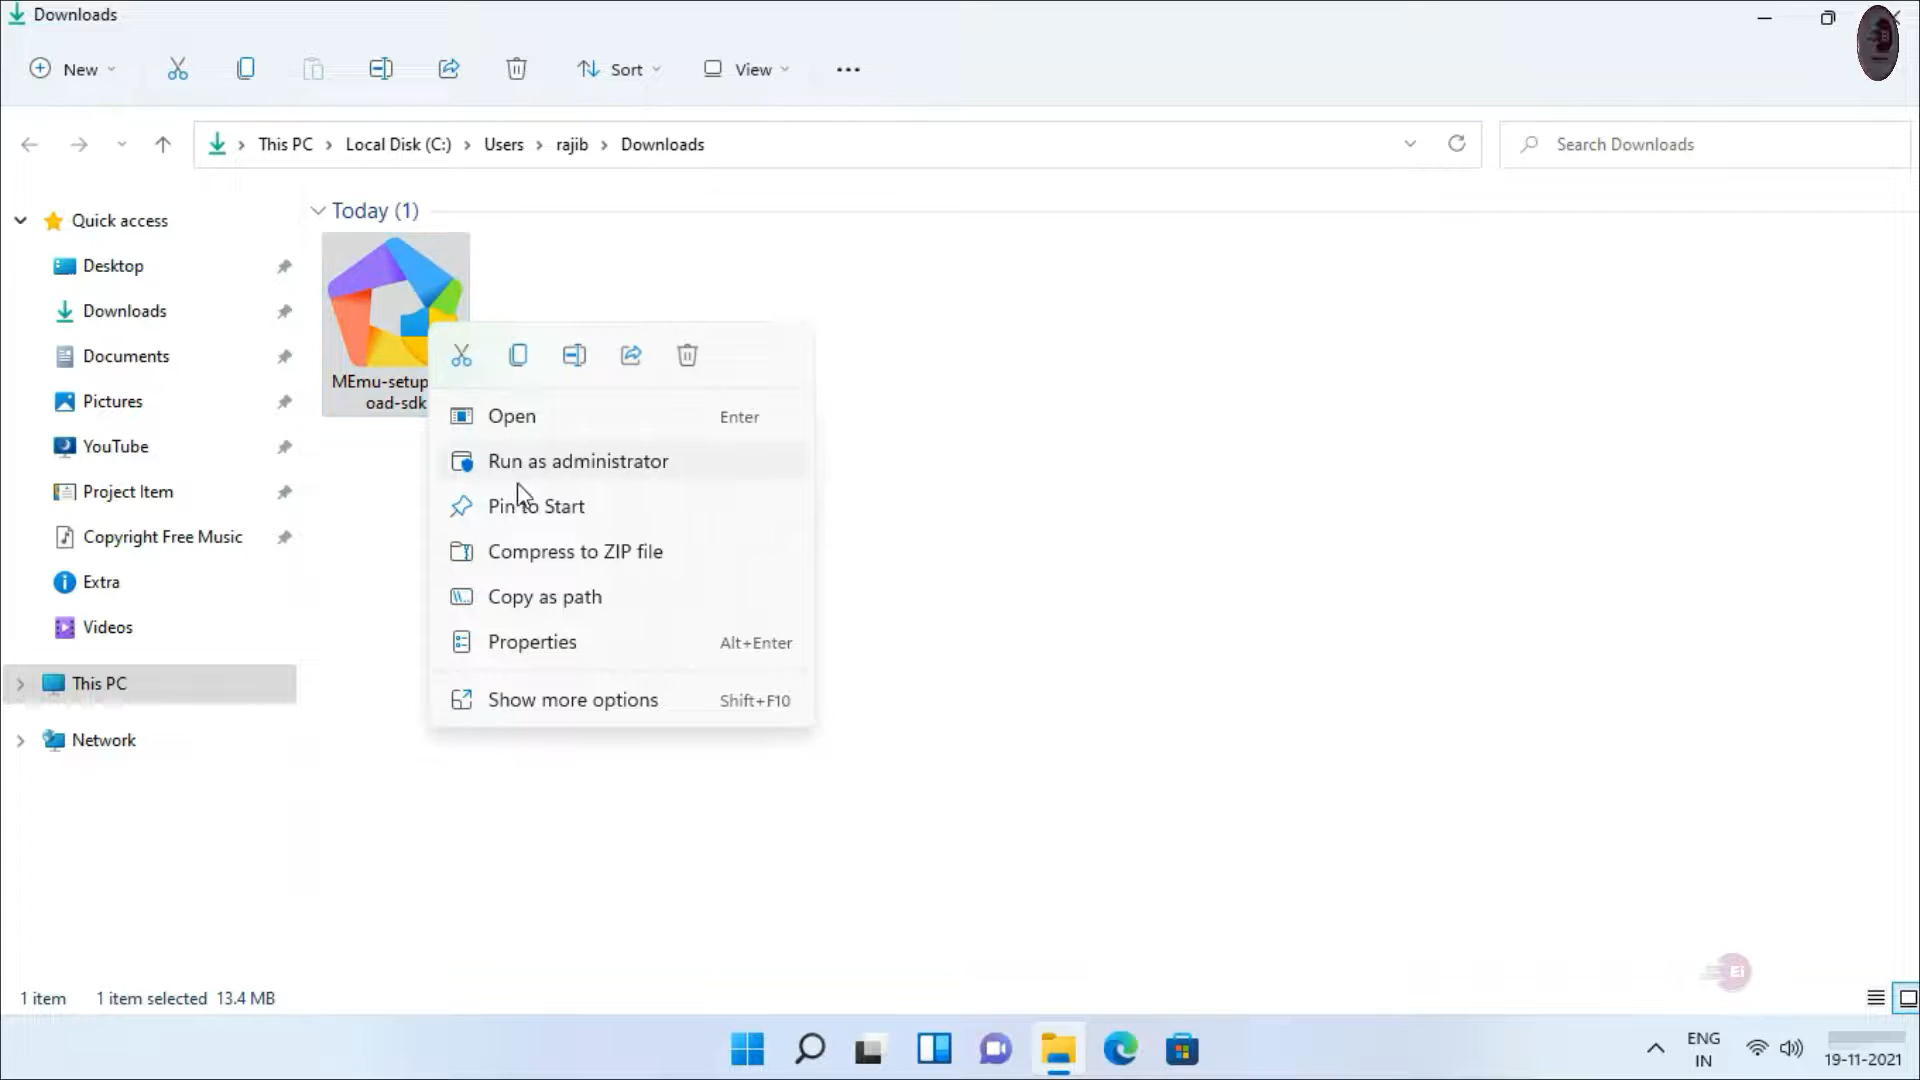 Downloads
New
Sort
View
This PC
Local Disk (C:)
Users
rajib
Downloads
Search Downloads
Quick access
Desktop
Downloads
Documents
Pictures
YouTube
Project Item
Copyright Free Music
Extra
Videos
This PC
Network
Today (1)
MEmu-setup
oad-sdk
Open Enter
Run as administrator
Pin to Start
Compress to ZIP file
Copy as path
Properties Alt+Enter
Show more options Shift+F10
Ei
1 item 1 item selected 13.4 MB
ENG
IN
19-11-2021